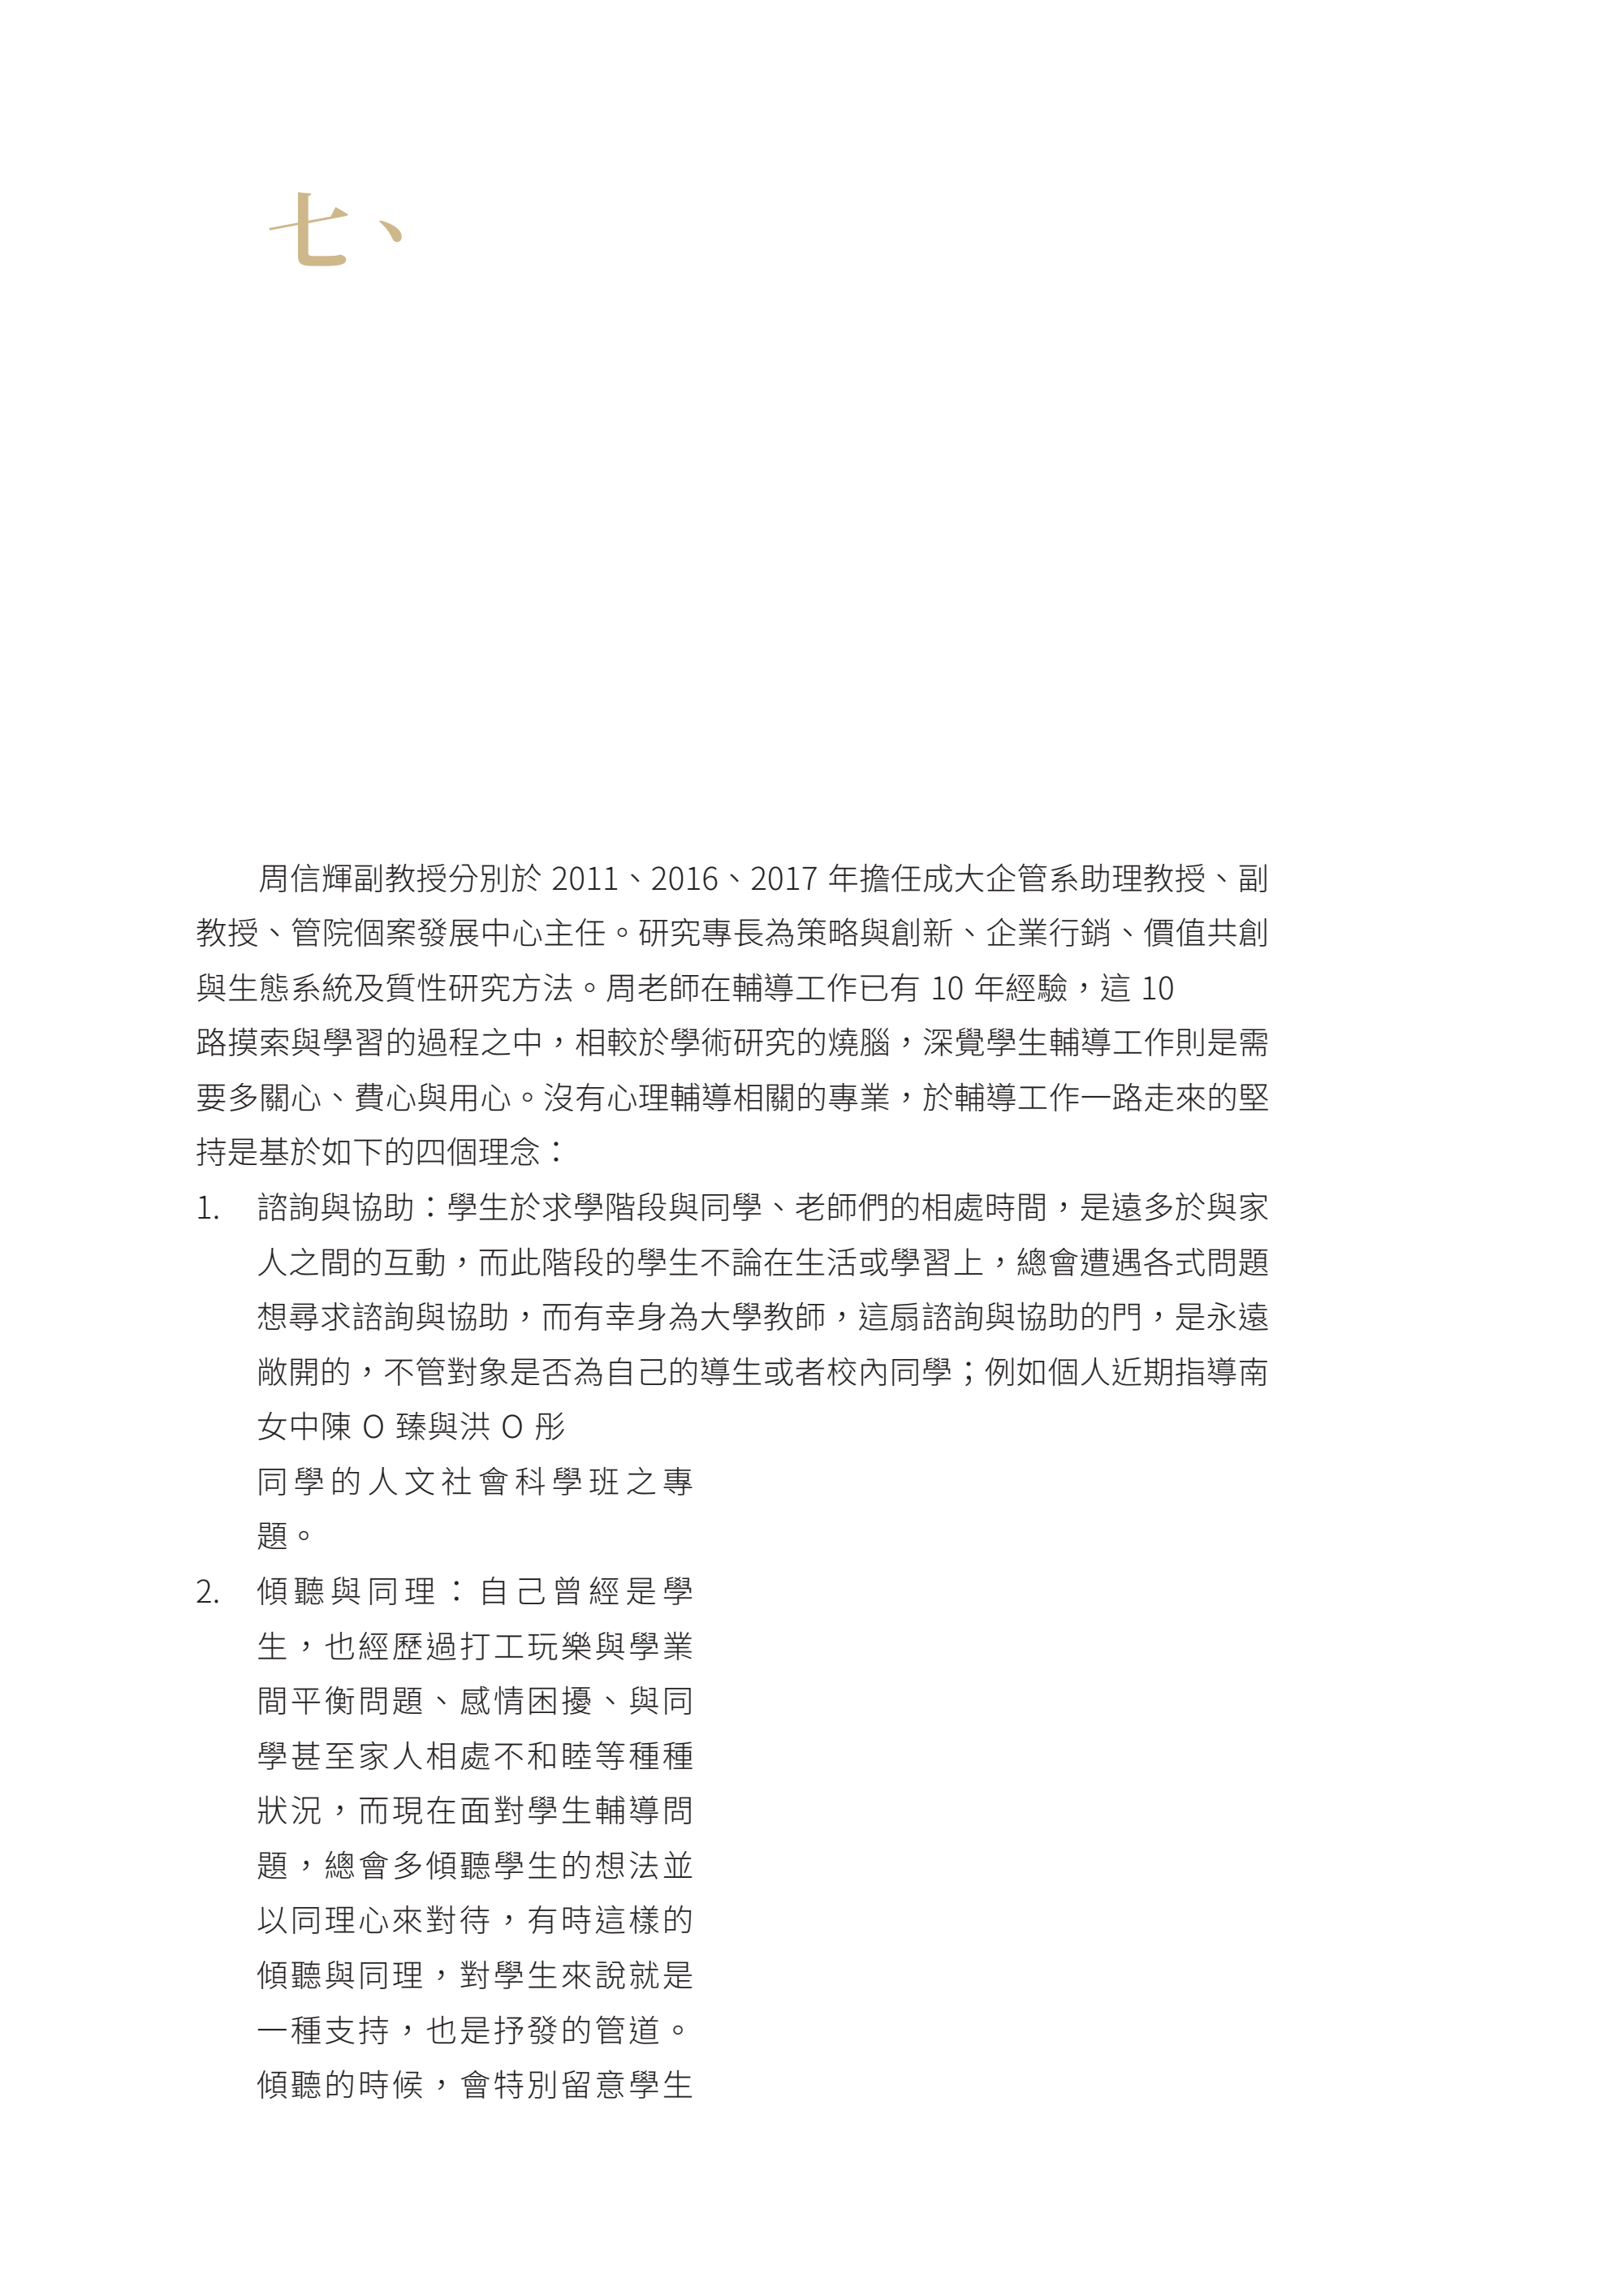 七、
周信輝副教授分別於 2011、2016、2017 年擔任成大企管系助理教授、副
教授、管院個案發展中心主任。研究專長為策略與創新、企業行銷、價值共創
與生態系統及質性研究方法。周老師在輔導工作已有 10 年經驗，這 10
路摸索與學習的過程之中，相較於學術研究的燒腦，深覺學生輔導工作則是需
要多關心、費心與用心。沒有心理輔導相關的專業，於輔導工作一路走來的堅
持是基於如下的四個理念：
1. 諮詢與協助：學生於求學階段與同學、老師們的相處時間，是遠多於與家
人之間的互動，而此階段的學生不論在生活或學習上，總會遭遇各式問題
想尋求諮詢與協助，而有幸身為大學教師，這扇諮詢與協助的門，是永遠
敞開的，不管對象是否為自己的導生或者校內同學；例如個人近期指導南
女中陳 O 臻與洪 O 彤
同學的人文社會科學班之專
題。
2. 傾聽與同理：自己曾經是學
生，也經歷過打工玩樂與學業
間平衡問題、感情困擾、與同
學甚至家人相處不和睦等種種
狀況，而現在面對學生輔導問
題，總會多傾聽學生的想法並
以同理心來對待，有時這樣的
傾聽與同理，對學生來說就是
一種支持，也是抒發的管道。
傾聽的時候，會特別留意學生